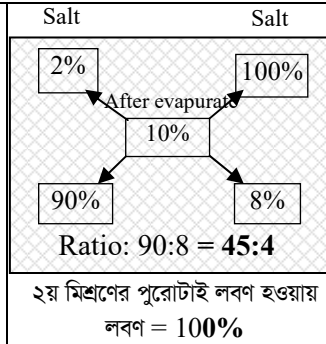 Salt Salt
2% 100%
After evaporate
10%
90% 8%
Ratio: 90:8 = 45:4
২য় মিশ্রণের পুরোটাই লবণ হওয়ায়
লবণ = 100%